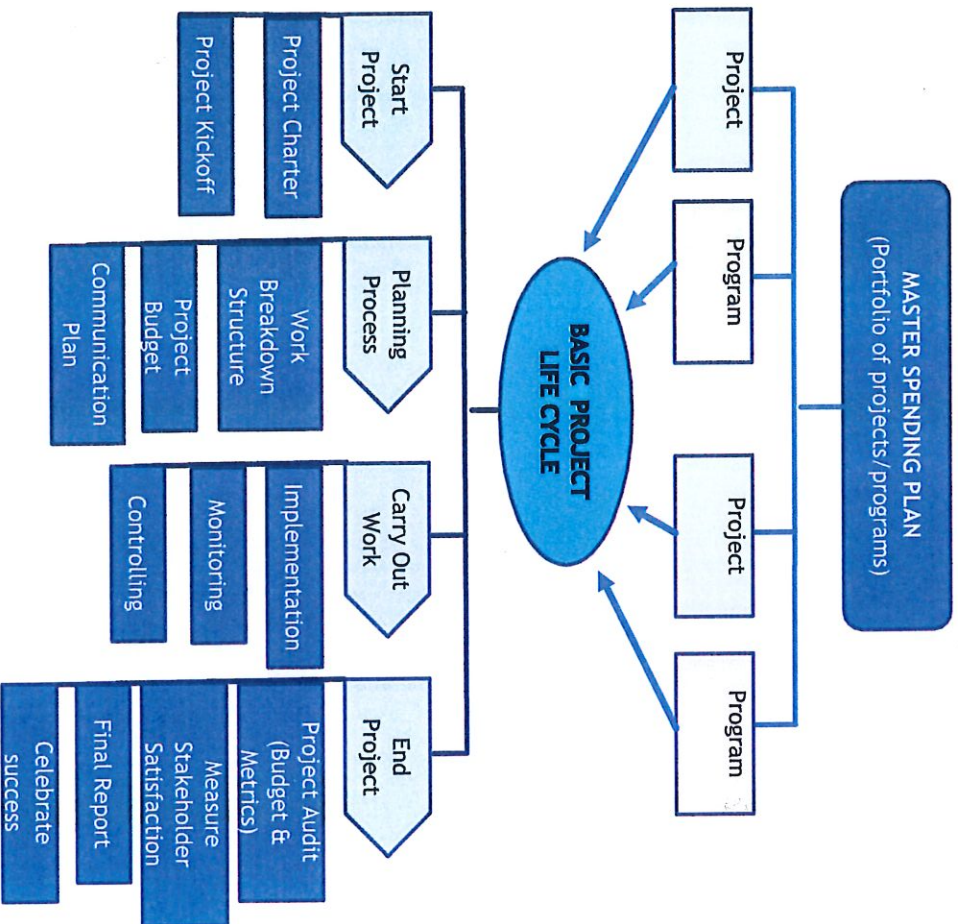 MASTER SPENDING PLAN
(Portfolio of projects/programs)
Project
Program
Project
Program
BASIC PROJECT
LIFE CYCLE
Start
Project
Project Charter
Project Kickoff
Planning
Process
Work
Breakdown
Structure
Project
Budget
Communication
Plan
Carry Out
Work
Implementation
Monitoring
Controlling
End
Project
Project Audit
(Budget &
Metrics)
Measure
Stakeholder
Satisfaction
Final Report
Celebrate
success